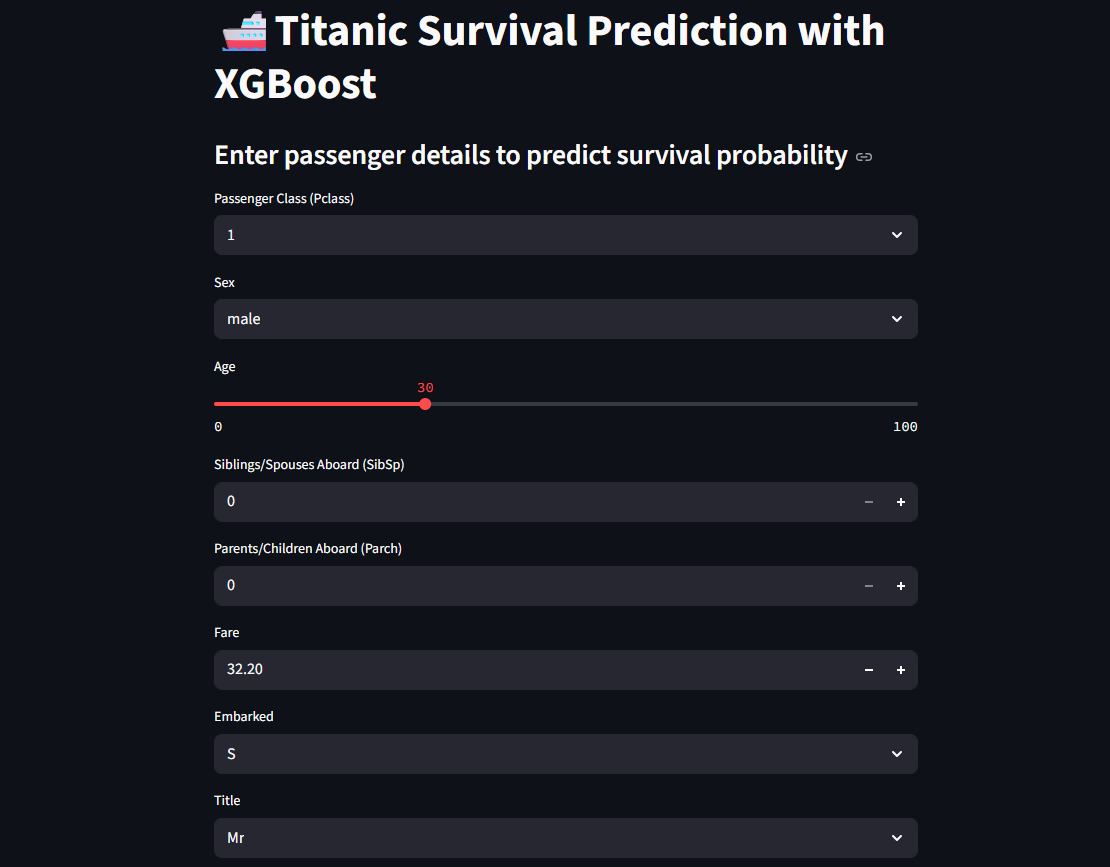 Titanic Survival Prediction with
XGBoost
Enter passenger details to predict survival probability
Passenger Class (Pclass)
1
Sex
male
Age
30
0 100
Siblings/Spouses Aboard (SibSp)
0
Parents/Children Aboard (Parch)
0
Fare
32.20
Embarked
S
Title
Mr